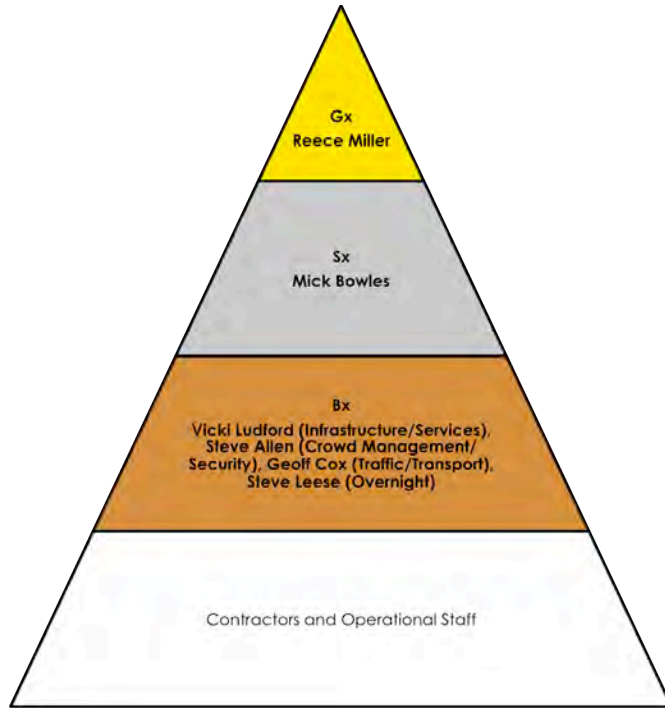 Gx
Reece Miller
Sx
Mick Bowles
Bx
Vicki Ludford (Infrastructure/Services),
Steve Allen (Crowd Management/
Security), Geoff Cox (Traffic/Transport),
Steve Leese (Overnight)
Contractors and Operational Staff